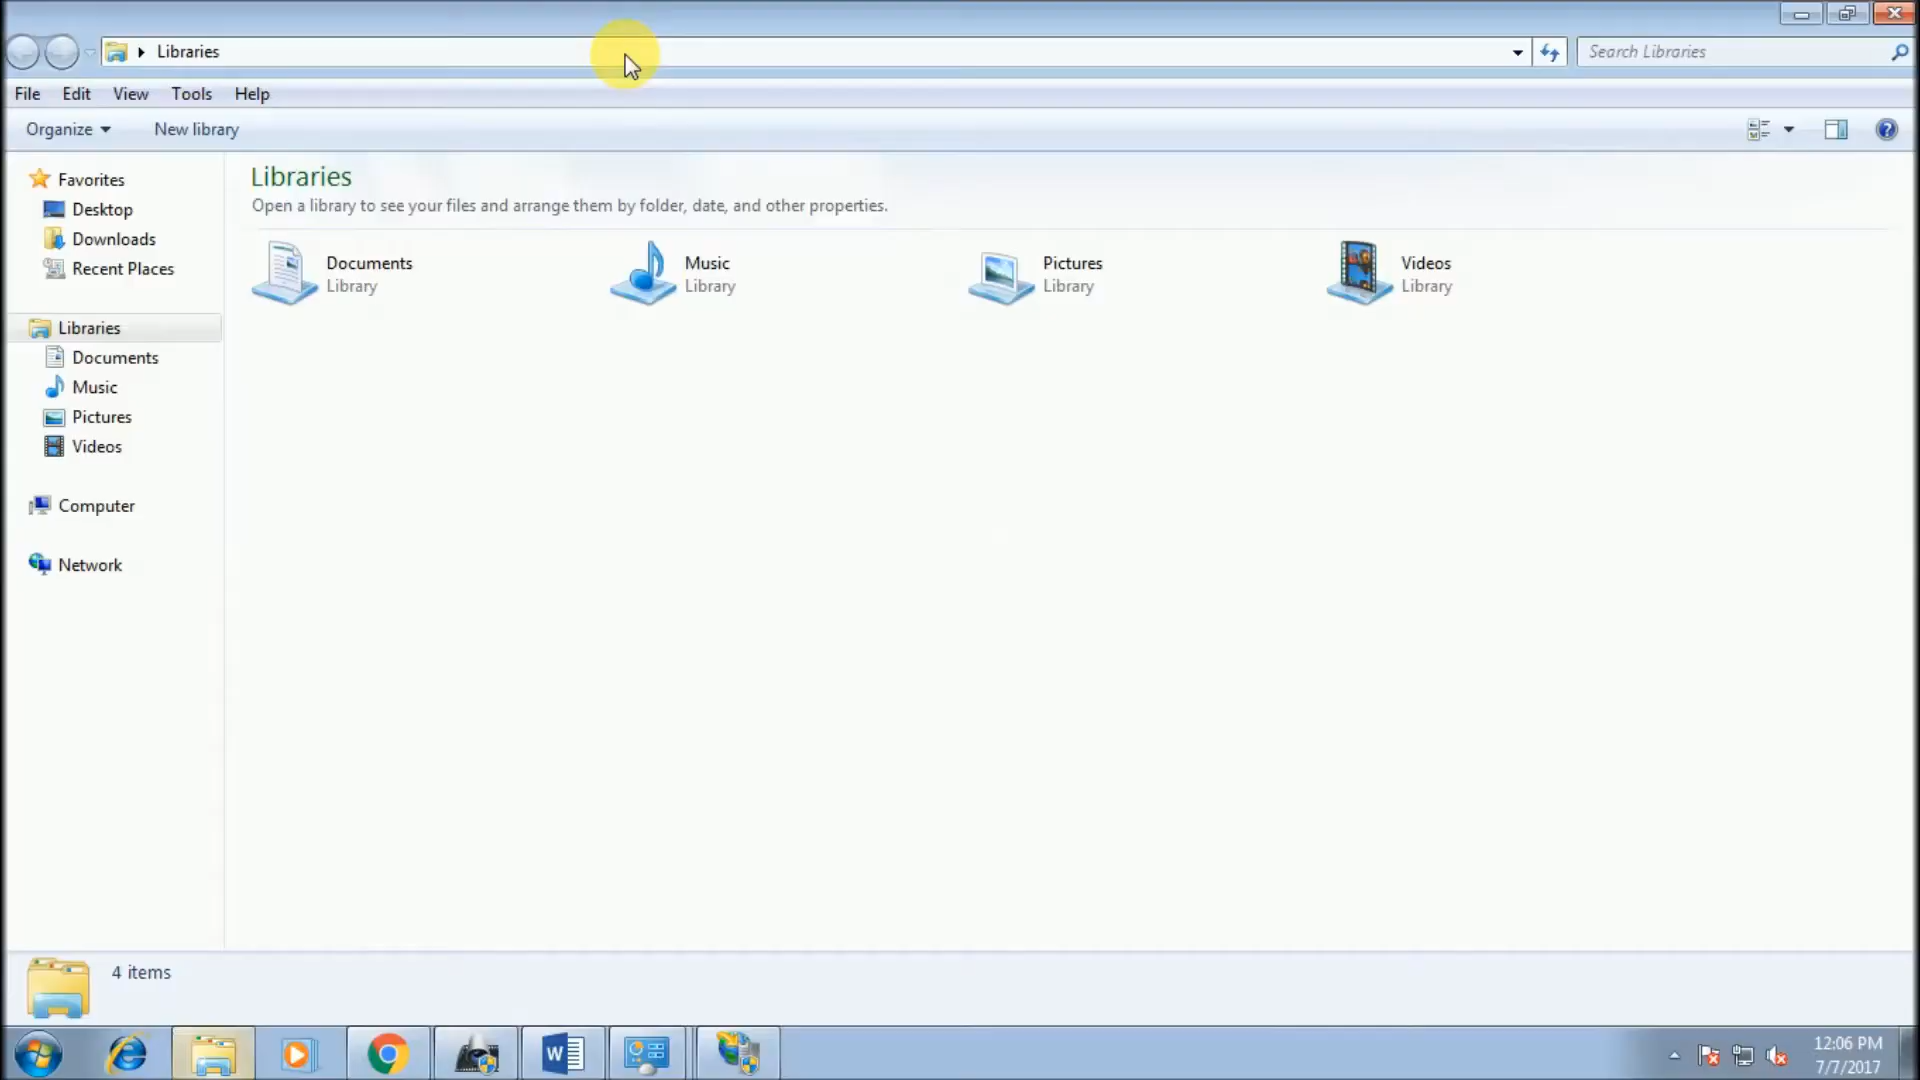 Libraries
Search Libraries
File Edit View Tools Help
Organize New library
Favorites
Desktop
Downloads
Recent Places
Libraries
Documents
Music
Pictures
Videos
Computer
Network
Libraries
Open a library to see your files and arrange them by folder, date, and other properties.
Documents
Library
Music
Library
Pictures
Library
Videos
Library
4 items
12:06 PM
7/7/2017